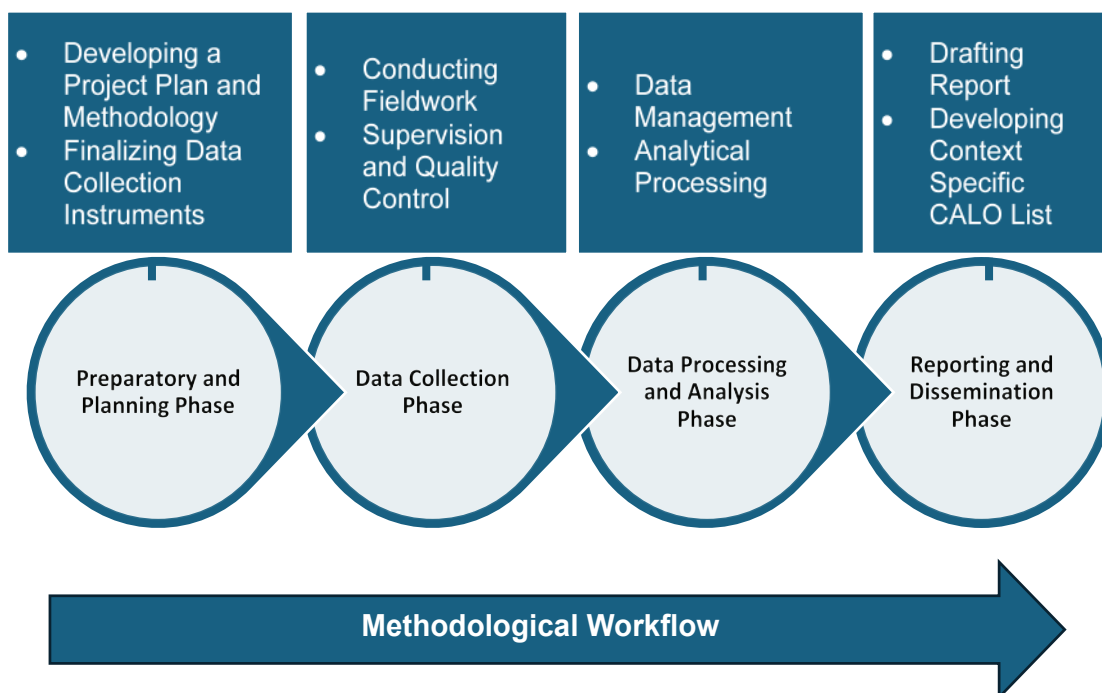 • Developing a
Project Plan and
Methodology
• Finalizing Data
Collection
Instruments
• Conducting
Fieldwork
• Supervision
and Quality
Control
• Data
Management
• Analytical
Processing
• Drafting
Report
• Developing
Context
Specific
CALO List
Preparatory and
Planning Phase
Data Collection
Phase
Data Processing
and Analysis
Phase
Reporting and
Dissemination
Phase
Methodological Workflow